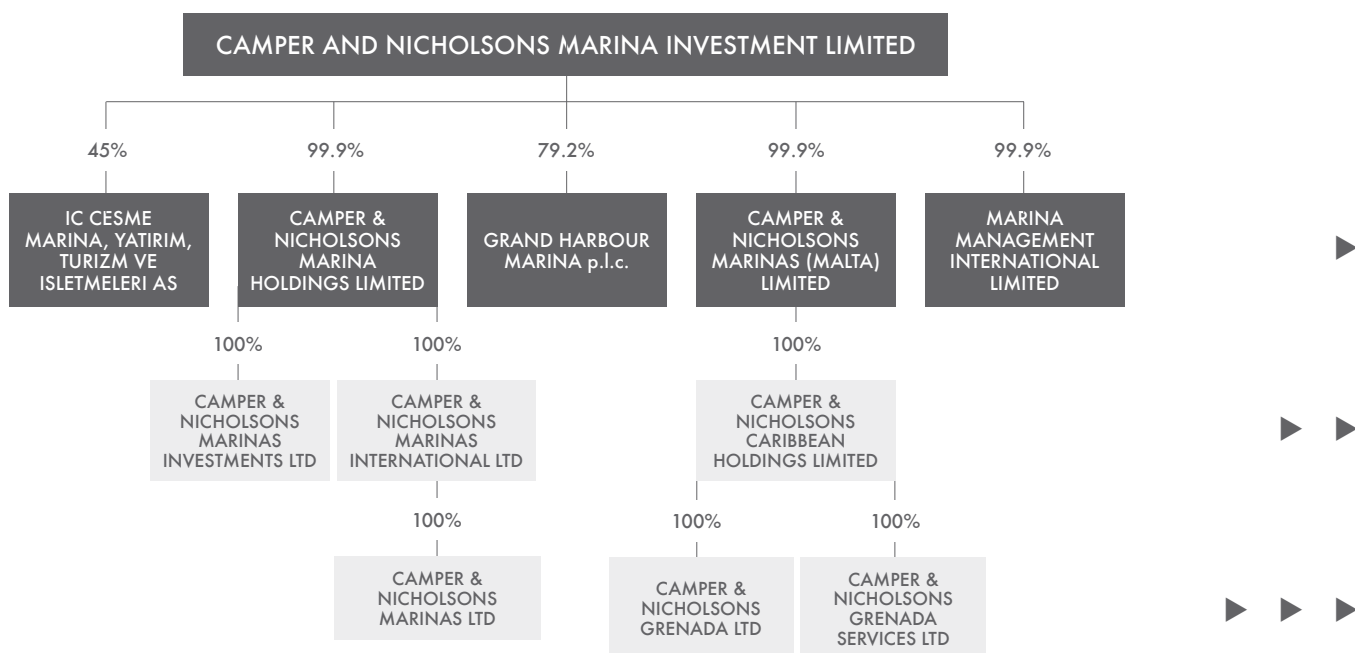 CAMPER AND NICHOLSONS MARINA INVESTMENT LIMITED
45%
99.9%
79.2%
99.9%
99.9%
IC CESME
MARINA, YATIRIM,
TURIZM VE
ISLETMELERI AS
CAMPER &
NICHOLSONS
MARINA
HOLDINGS LIMITED
GRAND HARBOUR
MARINA p.l.c.
CAMPER &
NICHOLSONS
MARINAS (MALTA)
LIMITED
MARINA
MANAGEMENT
INTERNATIONAL
LIMITED
100%
100%
100%
CAMPER &
NICHOLSONS
MARINAS
INVESTMENTS LTD
CAMPER &
NICHOLSONS
MARINAS
INTERNATIONAL LTD
CAMPER &
NICHOLSONS
CARIBBEAN
HOLDINGS LIMITED
100%
100%
100%
CAMPER &
NICHOLSONS
MARINAS LTD
CAMPER &
NICHOLSONS
GRENADA LTD
CAMPER &
NICHOLSONS
GRENADA
SERVICES LTD